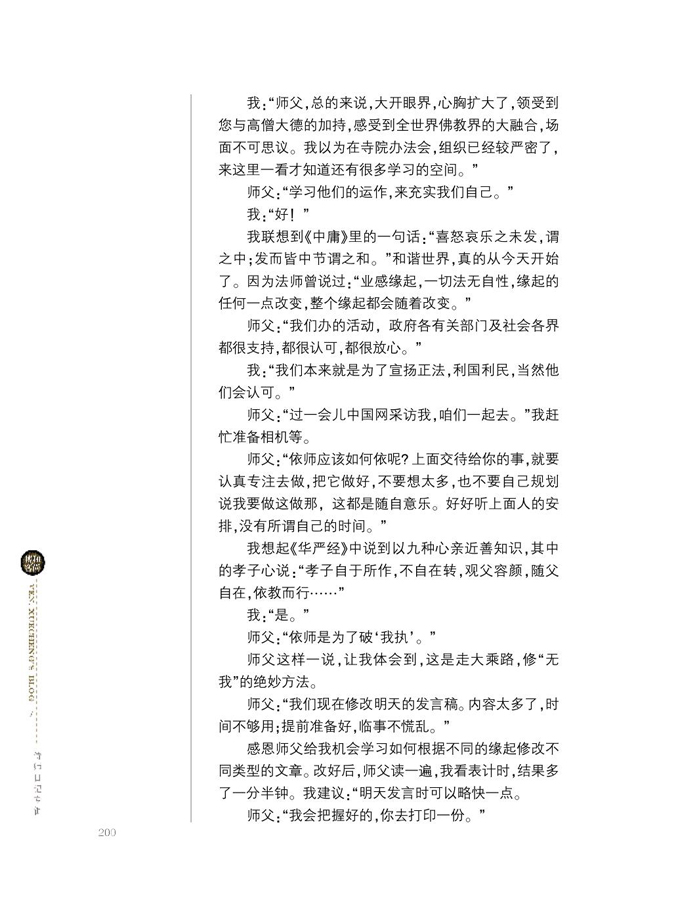 我：“师父，总的来说，大开眼界，心胸扩大了，领受到
您与高僧大德的加持，感受到全世界佛教界的大融合，场
面不可思议。我以为在寺院办法会，组织已经较严密了，
来这里一看才知道还有很多学习的空间。”
师父：“学习他们的运作，来充实我们自己。”
我：“好！”
我联想到《中庸》里的一句话：“喜怒哀乐之未发，谓
之中；发而皆中节谓之和。”和谐世界，真的从今天开始
了。因为法师曾说过：“业感缘起，一切法无自性，缘起的
任何一点改变，整个缘起都会随着改变。”
师父：“我们办的活动，政府各有关部门及社会各界
都很支持，都很认可，都很放心。”
我：“我们本来就是为了宣扬正法，利国利民，当然他
们会认可。”
师父：“过一会儿中国网采访我，咱们一起去。”我赶
忙准备相机等。
师父：“依师应该如何依呢？上面交待给你的事，就要
认真专注去做，把它做好，不要想太多，也不要自己规划
说我要做这做那，这都是随自意乐。好好听上面人的安
排，没有所谓自己的时间。”
我想起《华严经》中说到以九种心亲近善知识，其中
的孝子心说：“孝子自于所作，不自在转，观父容颜，随父
自在，依教而行……”
我：“是。”
师父：“依师是为了破‘我执’。”
师父这样一说，让我体会到，这是走大乘路，修“无
我”的绝妙方法。
师父：“我们现在修改明天的发言稿。内容太多了，时
间不够用；提前准备好，临事不慌乱。”
感恩师父给我机会学习如何根据不同的缘起修改不
同类型的文章。改好后，师父读一遍，我看表计时，结果多
了一分半钟。我建议：“明天发言时可以略快一点。
师父：“我会把握好的，你去打印一份。”
VEN. XUECHENG'S BLOG
200